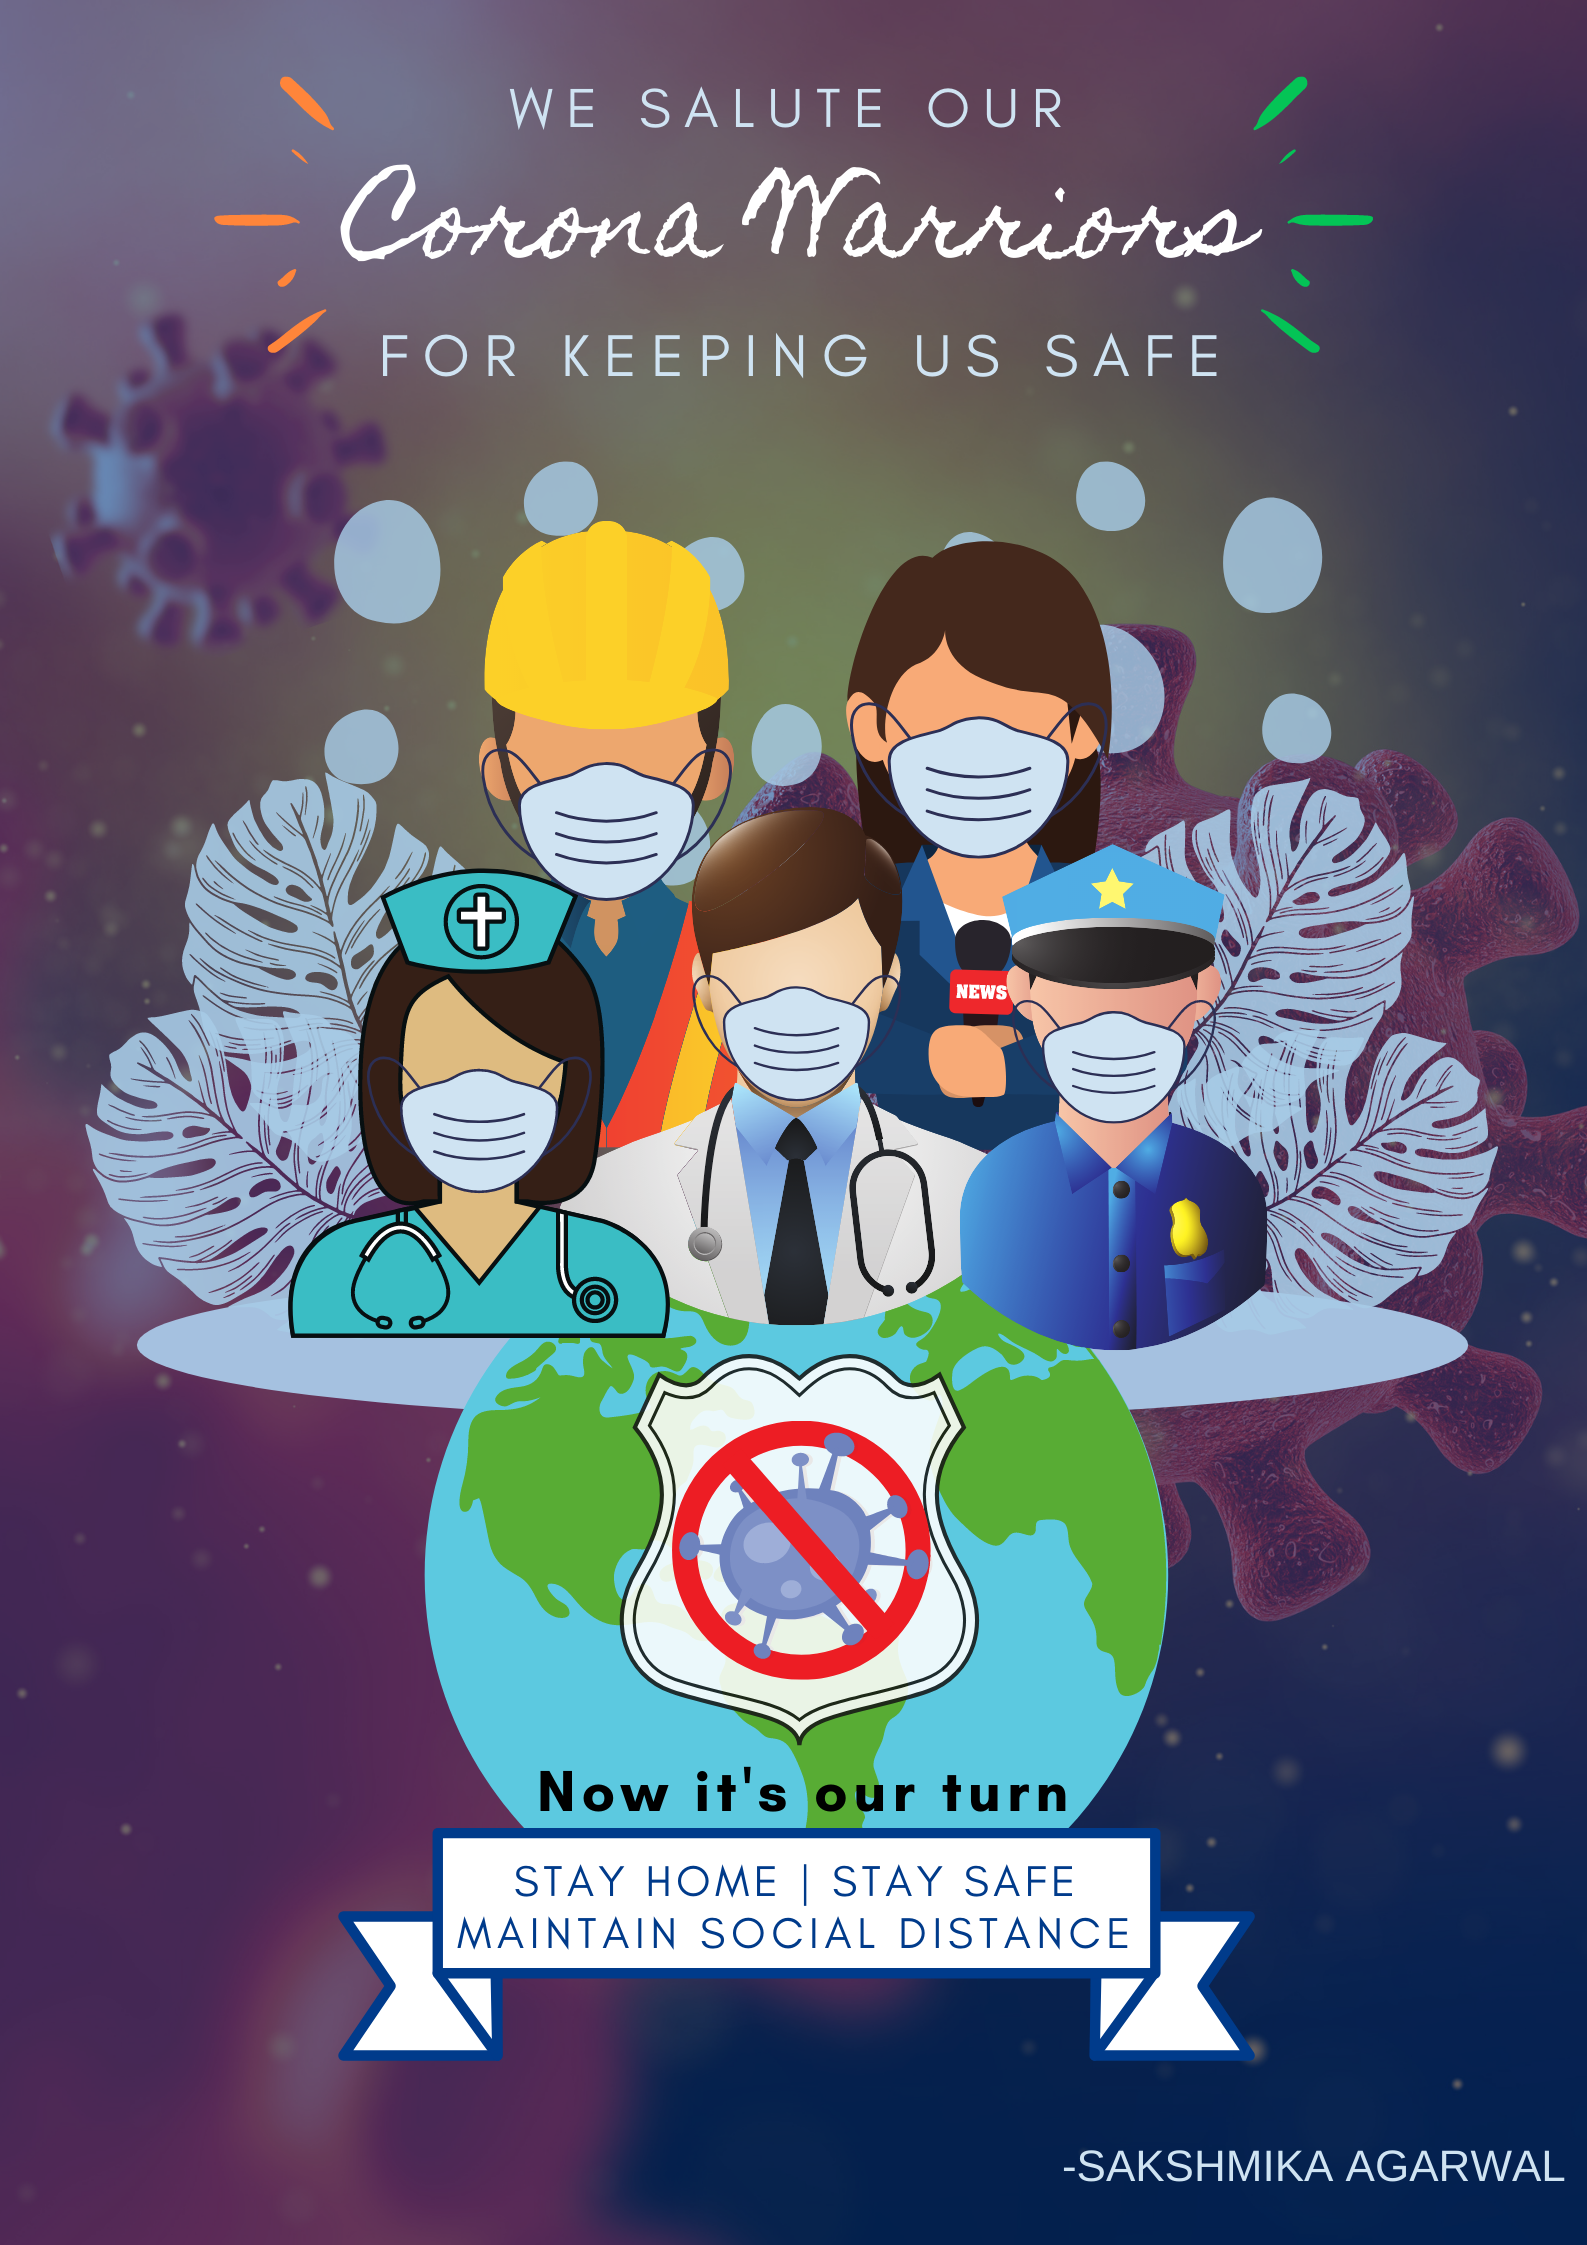 WE SALUTE OUR
Corona Warriors
FOR KEEPING US SAFE
NEWS
Now it's our turn
STAY HOME | STAY SAFE
MAINTAIN SOCIAL DISTANCE
-SAKSHMIKA AGARWAL